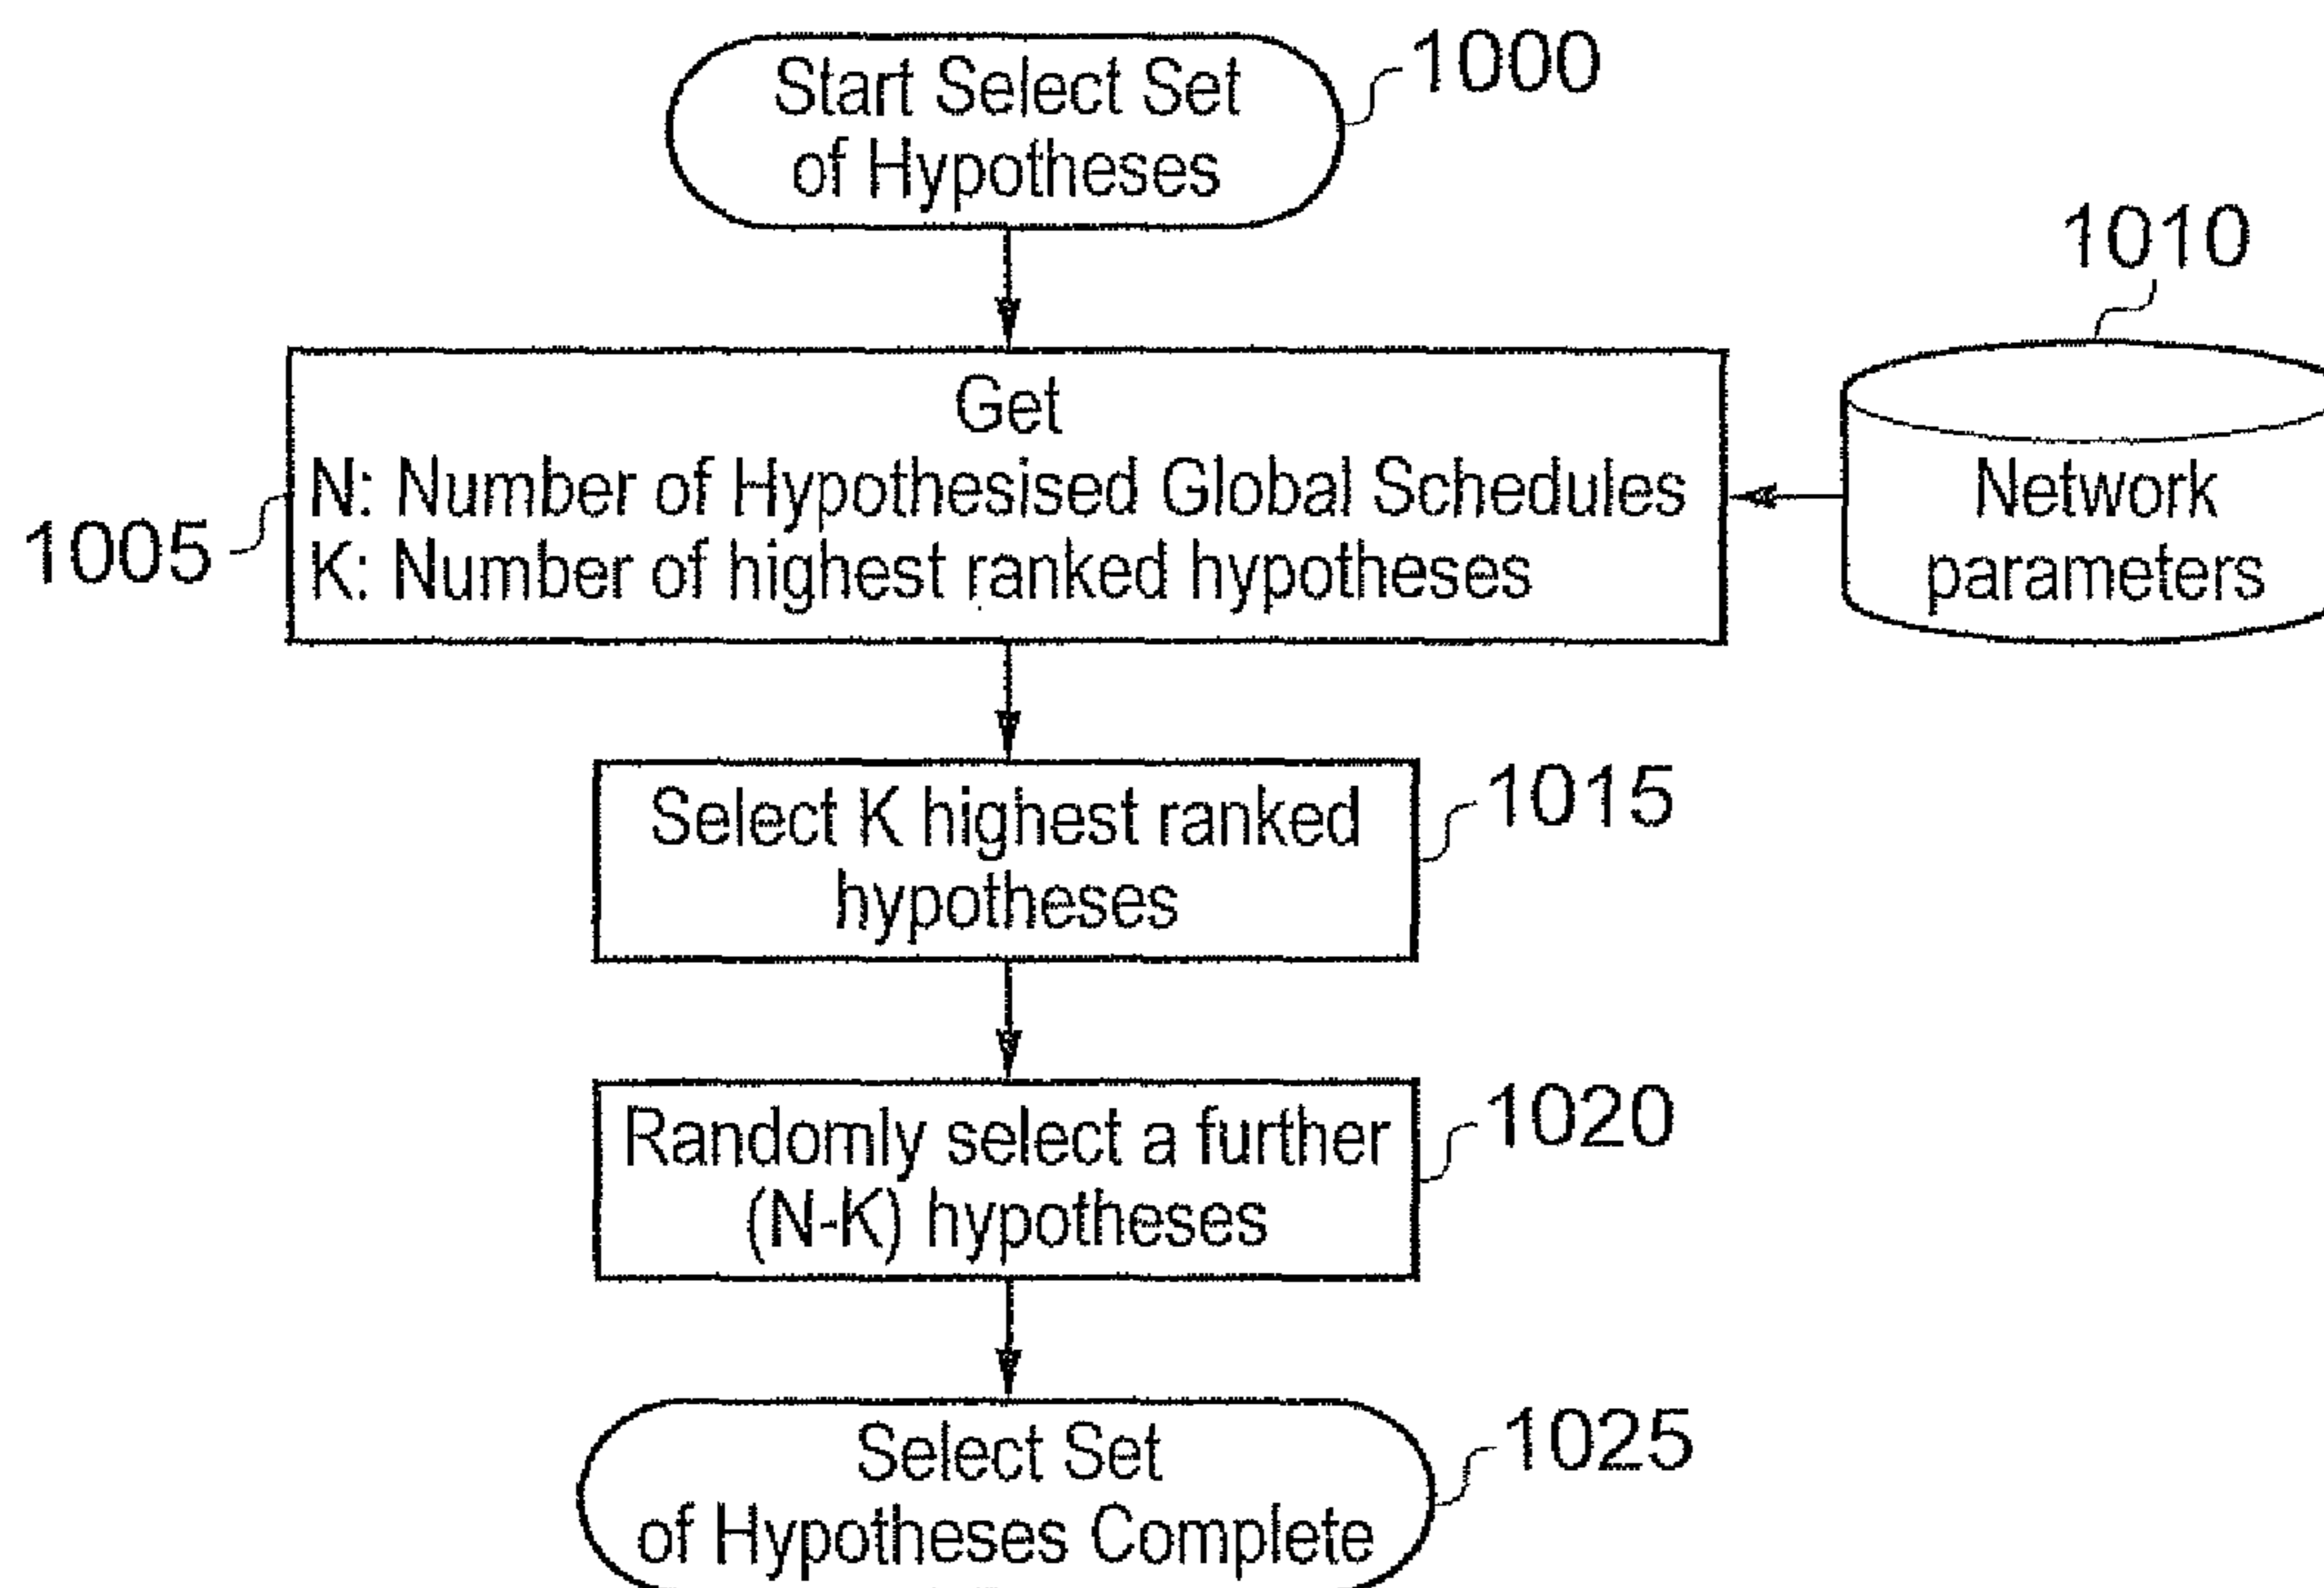 Start Select Set
of Hypotheses
1000
1010
Get
N: Number of Hypothesised Global Schedules
K: Number of highest ranked hypotheses
1005
Network
parameters
Select K highest ranked
hypotheses
1015
Randomly select a further
(N-K) hypotheses
1020
Select Set
of Hypotheses Complete
1025